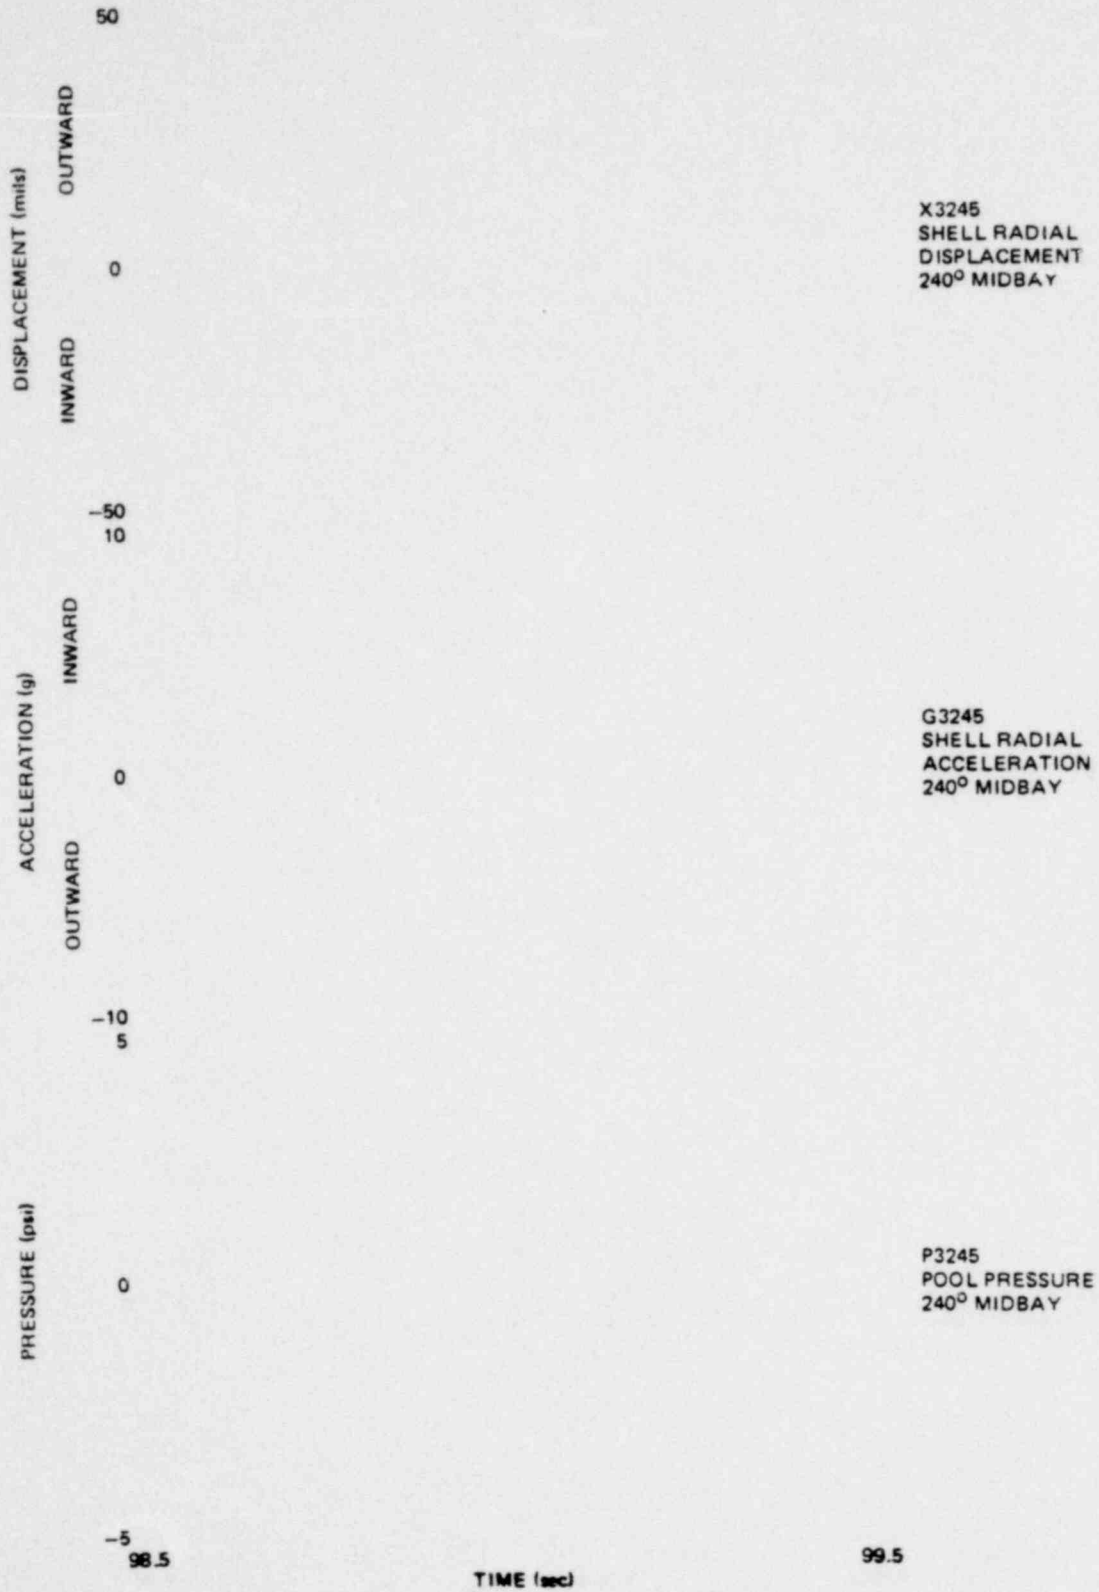 50
OUTWARD
DISPLACEMENT (mils)
0
INWARD
-50
X3245
SHELL RADIAL
DISPLACEMENT
240° MIDBAY
10
INWARD
ACCELERATION (g)
0
OUTWARD
-10
G3245
SHELL RADIAL
ACCELERATION
240° MIDBAY
5
PRESSURE (psi)
0
-5
P3245
POOL PRESSURE
240° MIDBAY
98.5
99.5
TIME (sec)